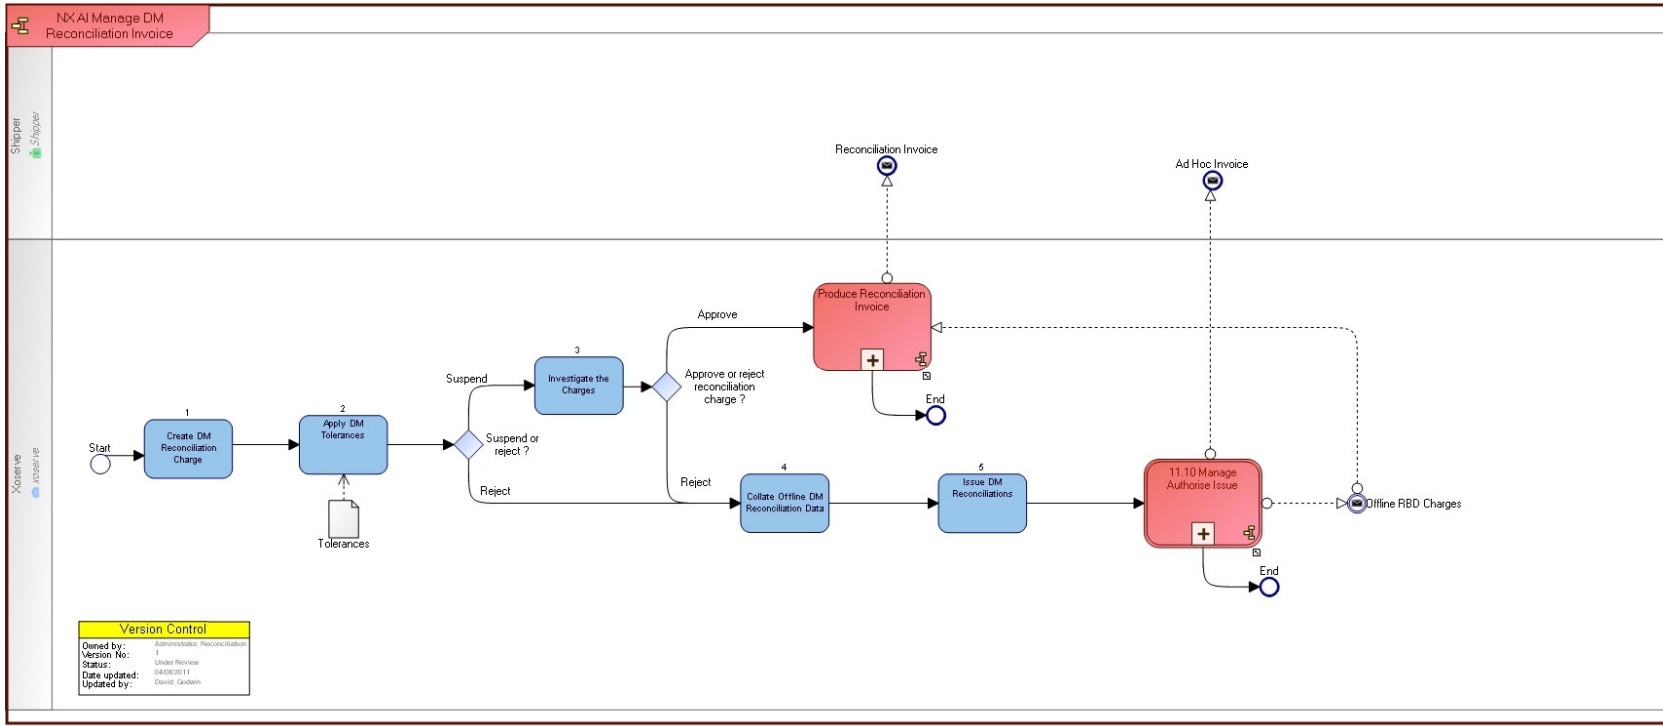 NX AI Manage DM
Reconciliation Invoice
Shipper
Shipper
Reconciliation Invoice
Ad Hoc Invoice
Xoserve
xoserve
Start
1
Create DM
Reconciliation
Charge
2
Apply DM
Tolerances
Tolerances
Suspend
Suspend or
reject ?
Reject
3
Investigate the
Charges
Approve
Approve or reject
reconciliation
charge ?
Reject
Produce Reconciliation
Invoice
End
4
Collate Offline DM
Reconciliation Data
5
Issue DM
Reconciliations
11.10 Manage
Authorise Issue
Offline RBD Charges
End
Version Control
Owned by: Administrator, Reconciliation
Version No: 1
Status: Under Review
Date updated: 04/08/2011
Updated by: David_Godwin